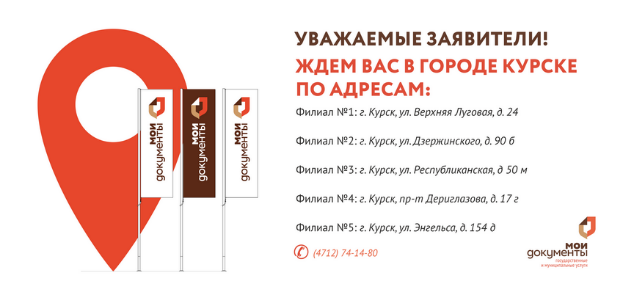 мои
документы
мои
документы
мои
документы
УВАЖАЕМЫЕ ЗАЯВИТЕЛИ!
ЖДЕМ ВАС В ГОРОДЕ КУРСКЕ
ПО АДРЕСАМ:
Филиал №1: г. Курск, ул. Верхняя Луговая, д. 24
Филиал №2: г. Курск, ул. Дзержинского, д. 90 б
Филиал №3: г. Курск, ул. Республиканская, д 50 м
Филиал №4: г. Курск, пр-т Дериглазова, д. 17 г
Филиал №5: г. Курск, ул. Энгельса, д. 154 д
(4712) 74-14-80
мои
документы
государственные
и муниципальные услуги